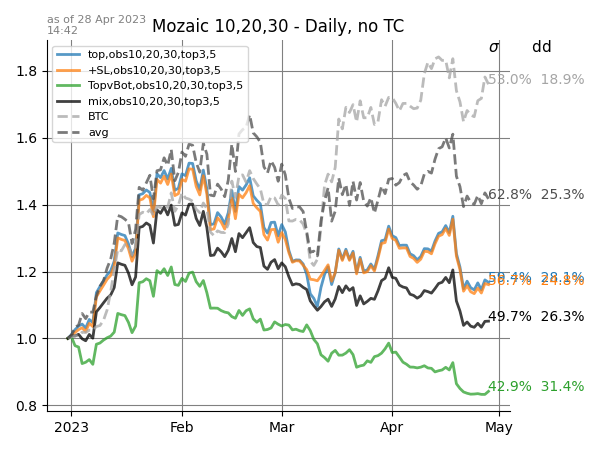 as of 28 Apr 2023
14:42
Mozaic 10,20,30 - Daily, no TC
σ dd
top,obs10,20,30,top3,5
+SL,obs10,20,30,top3,5
TopvBot,obs10,20,30,top3,5
mix,obs10,20,30,top3,5
BTC
avg
1.8
1.6
1.4
1.2
1.0
0.8
53.0% 18.9%
62.8% 25.3%
59.4% 28.1%
24.8%
49.7% 26.3%
42.9% 31.4%
2023 Feb Mar Apr May